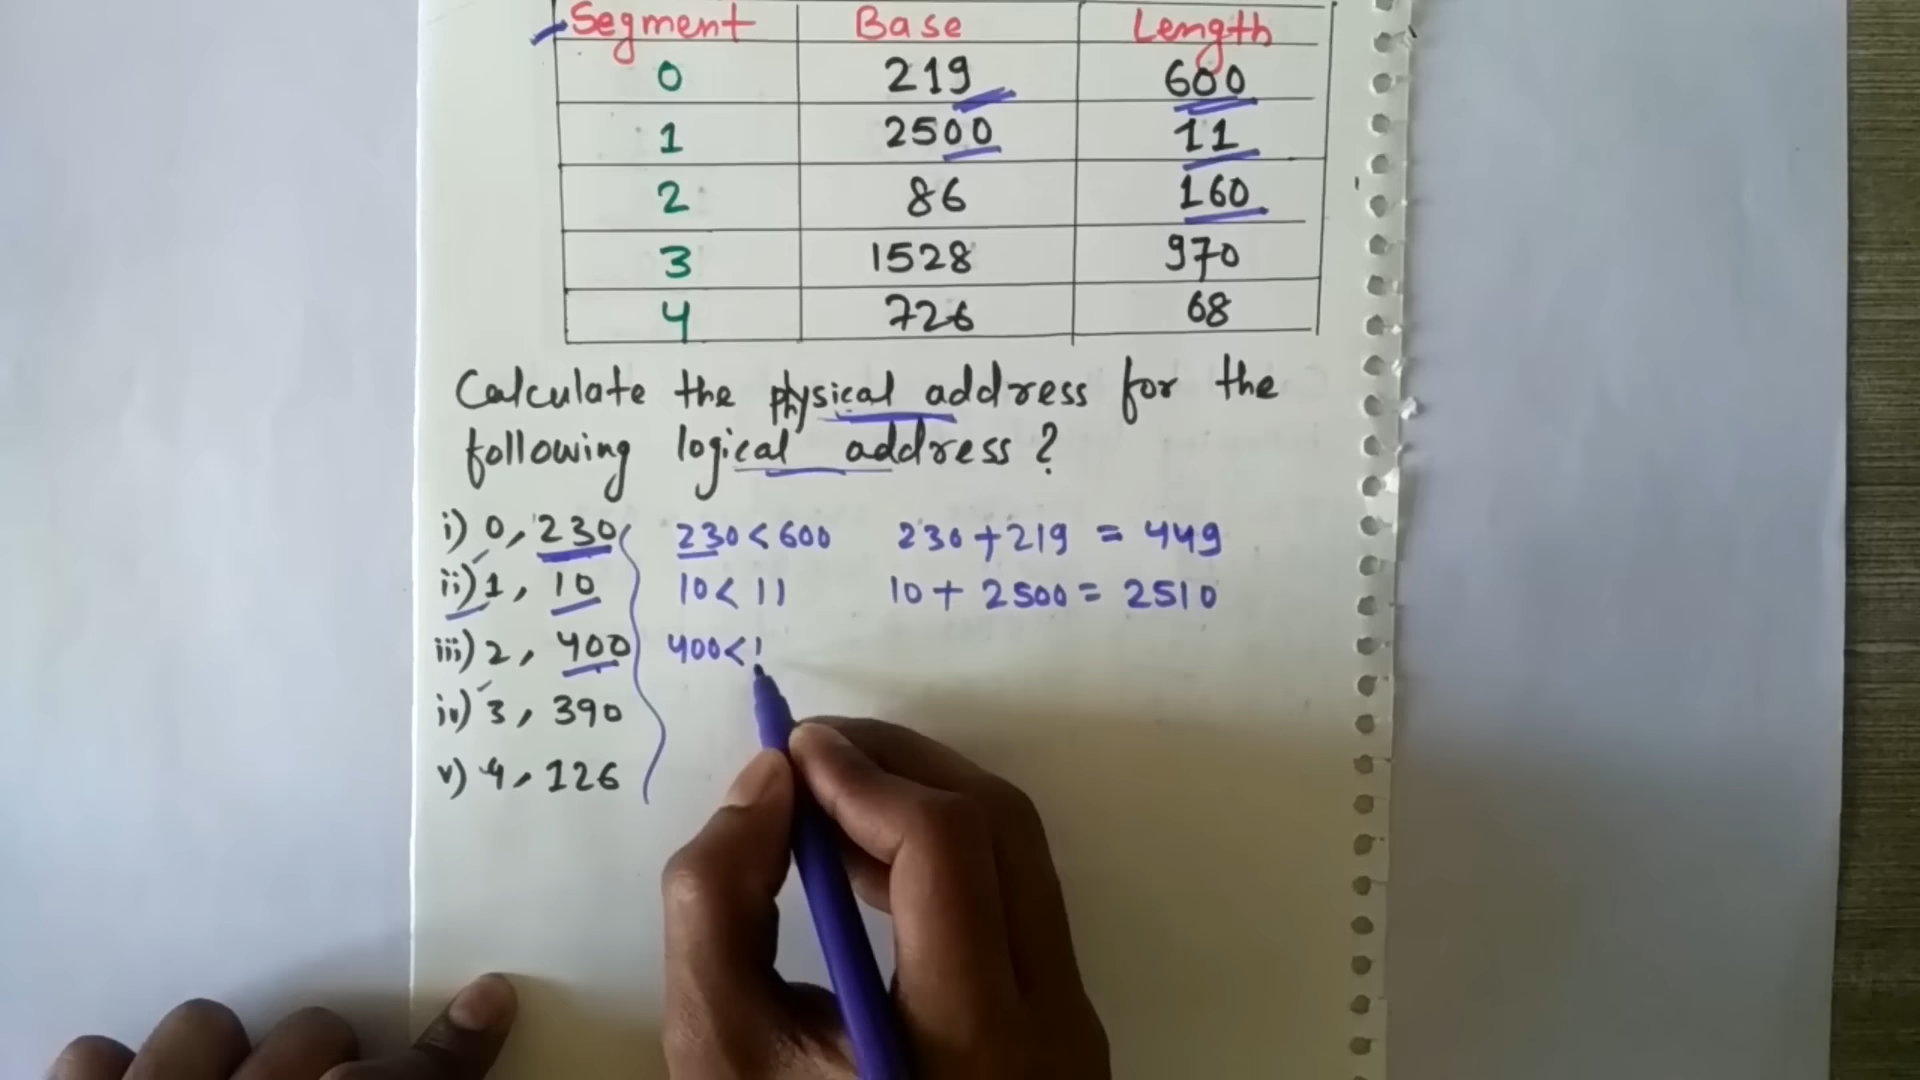 Segment Base Length
0 219 600
1 2500 11
2 86 160
3 1528 970
4 726 68
Calculate the physical address for the
following logical address?
i) 0, 230 230<600 230+219 = 449
ii) 1, 10 10<11 10+2500=2510
iii) 2, 400 400<1
iv) 3, 390
v) 4, 126